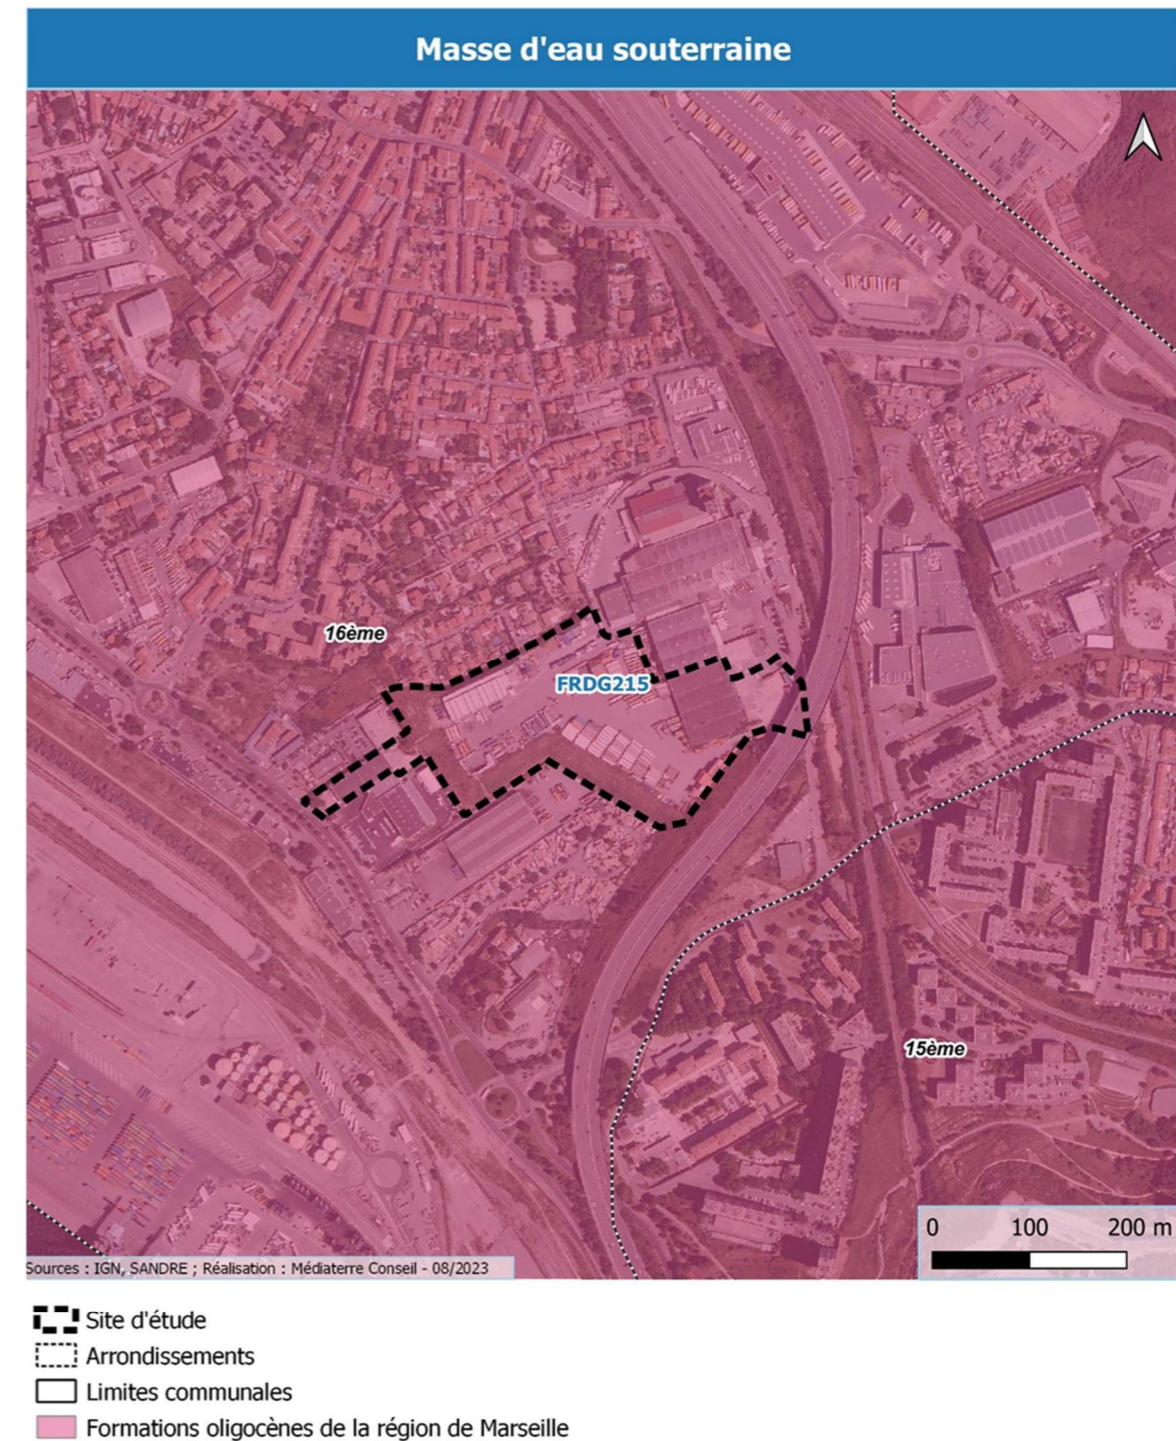 Masse d'eau souterraine
16ème
FRDG215
15ème
0 100 200 m
Sources : IGN, SANDRE ; Réalisation : Médiaterre Conseil - 08/2023
Site d'étude
Arrondissements
Limites communales
Formations oligocènes de la région de Marseille